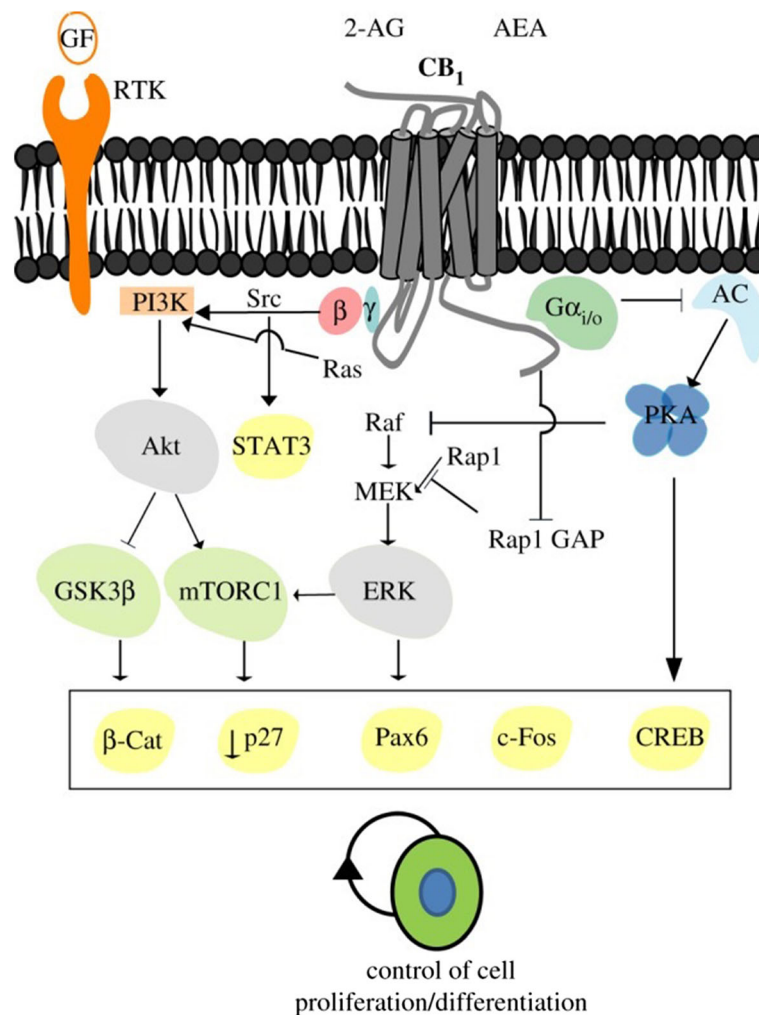 GF
2-AG
AEA
CB1
RTK
PI3K
Src
β
γ
Gαi/o
AC
Ras
Akt
STAT3
Raf
PKA
Rap1
MEK
Rap1 GAP
GSK3β
mTORC1
ERK
β-Cat
↓ p27
Pax6
c-Fos
CREB
control of cell
proliferation/differentiation